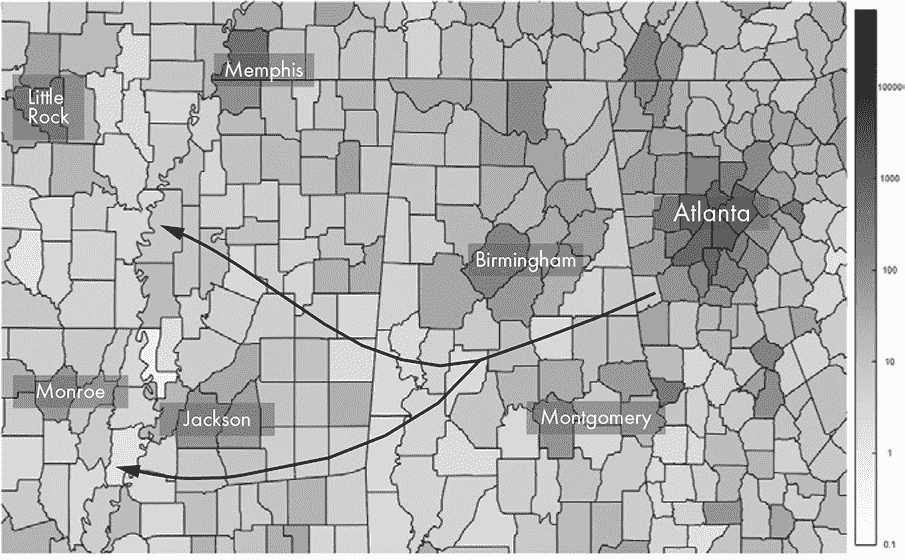 Memphis
Little
Rock
Atlanta
Birmingham
Monroe
Jackson
Montgomery
10000
1000
100
10
1
0.1